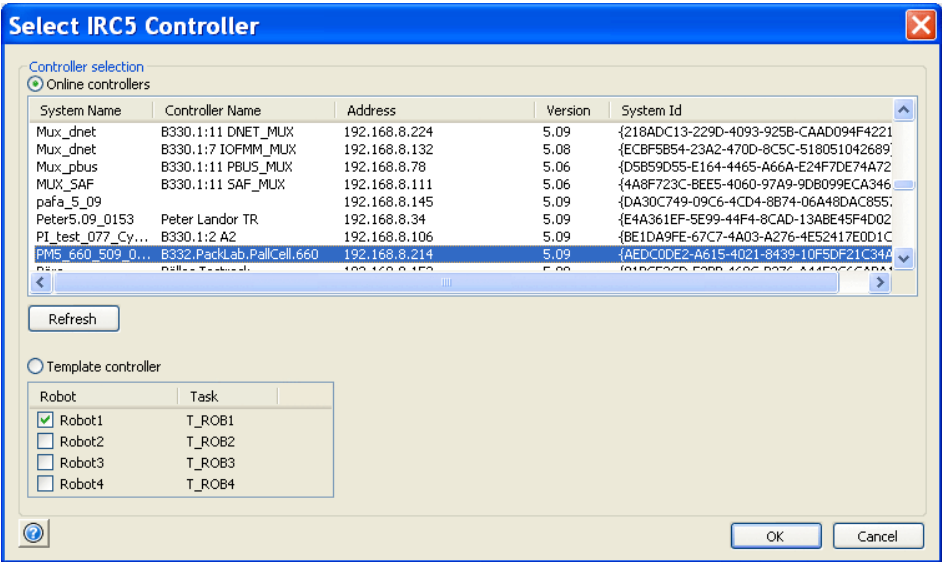 Select IRC5 Controller
Controller selection
Online controllers
System Name Controller Name Address Version System Id
Mux_dnet B330.1:11 DNET_MUX 192.168.8.224 5.09 {218ADC13-229D-4093-925B-CAAD094F4221
Mux_dnet B330.1:7 IOFMM_MUX 192.168.8.132 5.08 {ECBF5B54-23A2-470D-8C5C-518051042689}
Mux_pbus B330.1:11 PBUS_MUX 192.168.8.78 5.06 {D5B59D55-E164-4465-A66A-E24F7DE74A72
MUX_SAF B330.1:11 SAF_MUX 192.168.8.111 5.06 {4A8F723C-BEE5-4060-97A9-9DB099ECA346
pafa_5_09 192.168.8.145 5.09 {DA30C749-09C6-4CD4-8B74-06A48DAC8557
Peter5.09_0153 Peter Landor TR 192.168.8.34 5.09 {E4A361EF-5E99-44F4-8CAD-13ABE45F4D02
PI_test_077_Cy... B330.1:2 A2 192.168.8.106 5.09 {BE1DA9FE-67C7-4A03-A276-4E52417E0D1C
PM5_660_509_0... B332.PackLab.PallCell.660 192.168.8.214 5.09 {AEDC0DE2-A615-4021-8439-10F5DF21C34A
Refresh
Template controller
Robot Task
Robot1 T_ROB1
Robot2 T_ROB2
Robot3 T_ROB3
Robot4 T_ROB4
OK Cancel